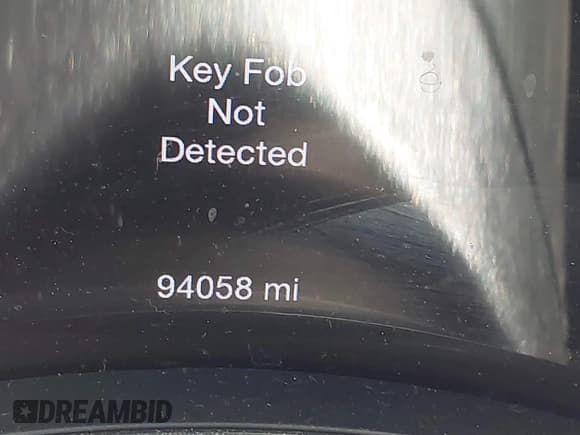 Key Fob
Not
Detected
94058 mi
DREAMBID